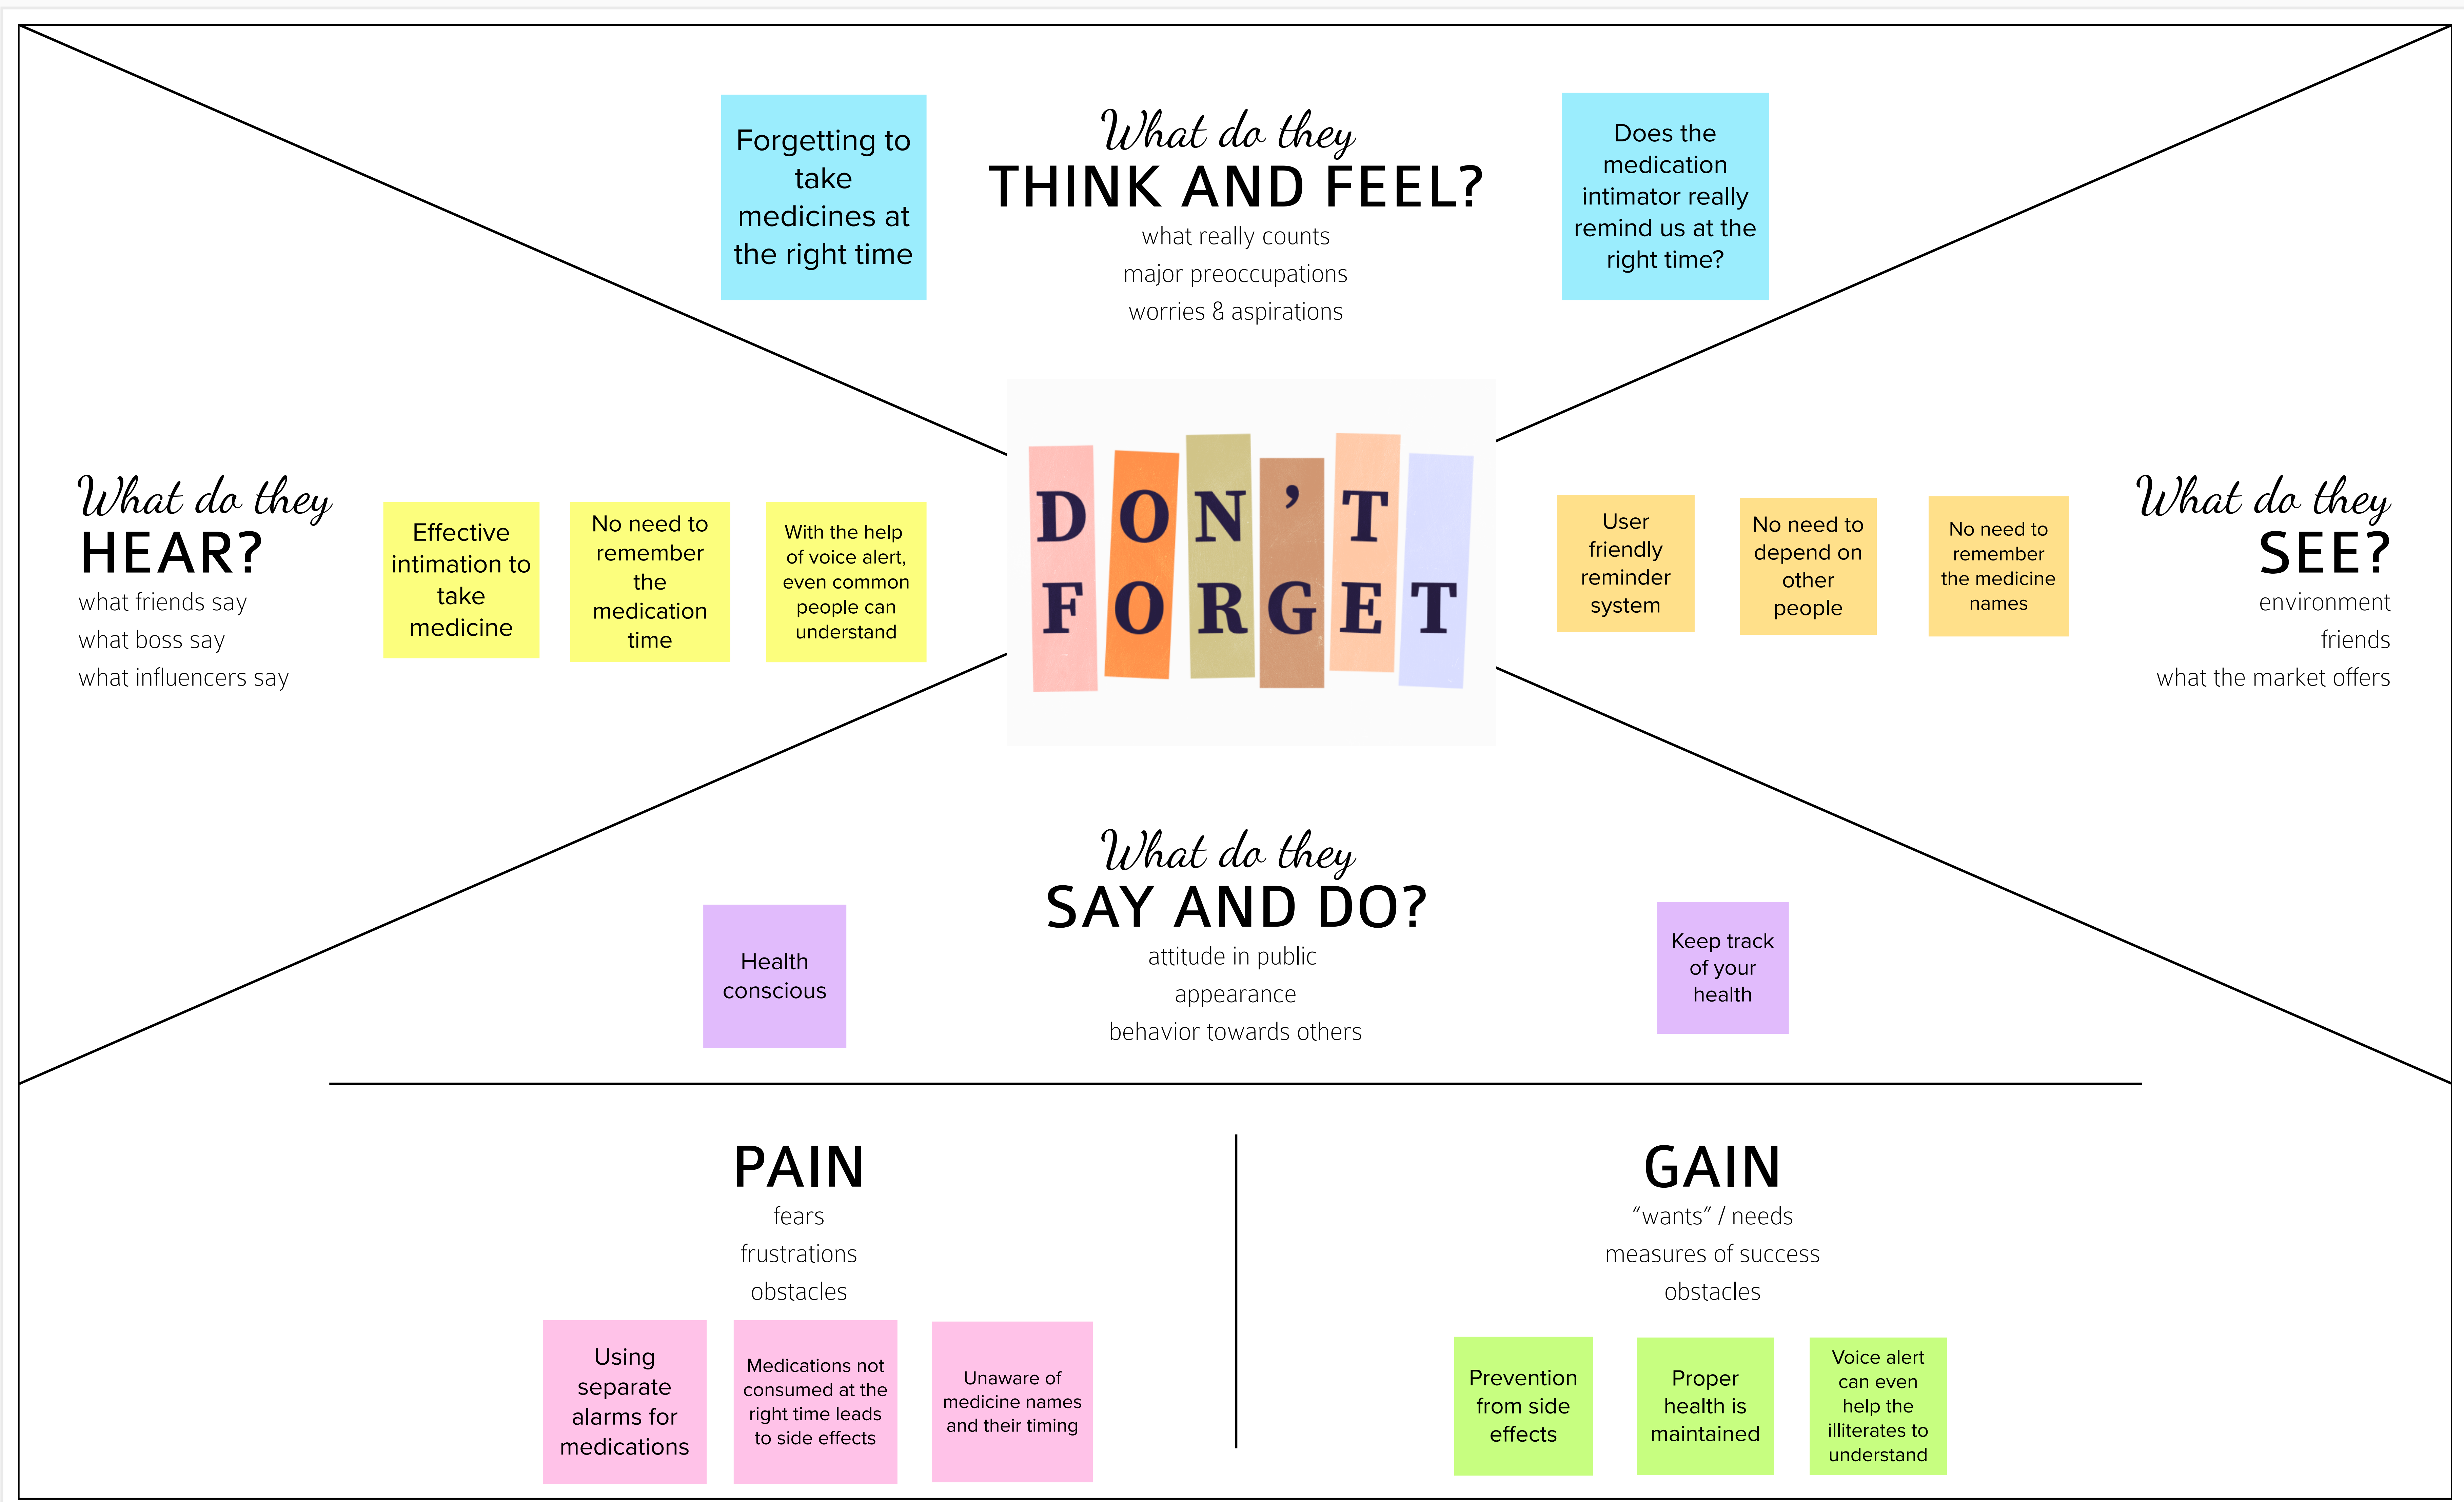 Forgetting to
take
medicines at
the right time
What do they
THINK AND FEEL?
what really counts
major preoccupations
worries & aspirations
Does the
medication
intimator really
remind us at the
right time?
What do they
HEAR?
what friends say
what boss say
what influencers say
Effective
intimation to
take
medicine
No need to
remember
the
medication
time
With the help
of voice alert,
even common
people can
understand
DON'T
FORGET
User
friendly
reminder
system
No need to
depend on
other
people
No need to
remember
the medicine
names
What do they
SEE?
environment
friends
what the market offers
What do they
SAY AND DO?
attitude in public
appearance
behavior towards others
Health
conscious
Keep track
of your
health
PAIN
fears
frustrations
obstacles
Using
separate
alarms for
medications
Medications not
consumed at the
right time leads
to side effects
Unaware of
medicine names
and their timing
GAIN
“wants” / needs
measures of success
obstacles
Prevention
from side
effects
Proper
health is
maintained
Voice alert
can even
help the
illiterates to
understand